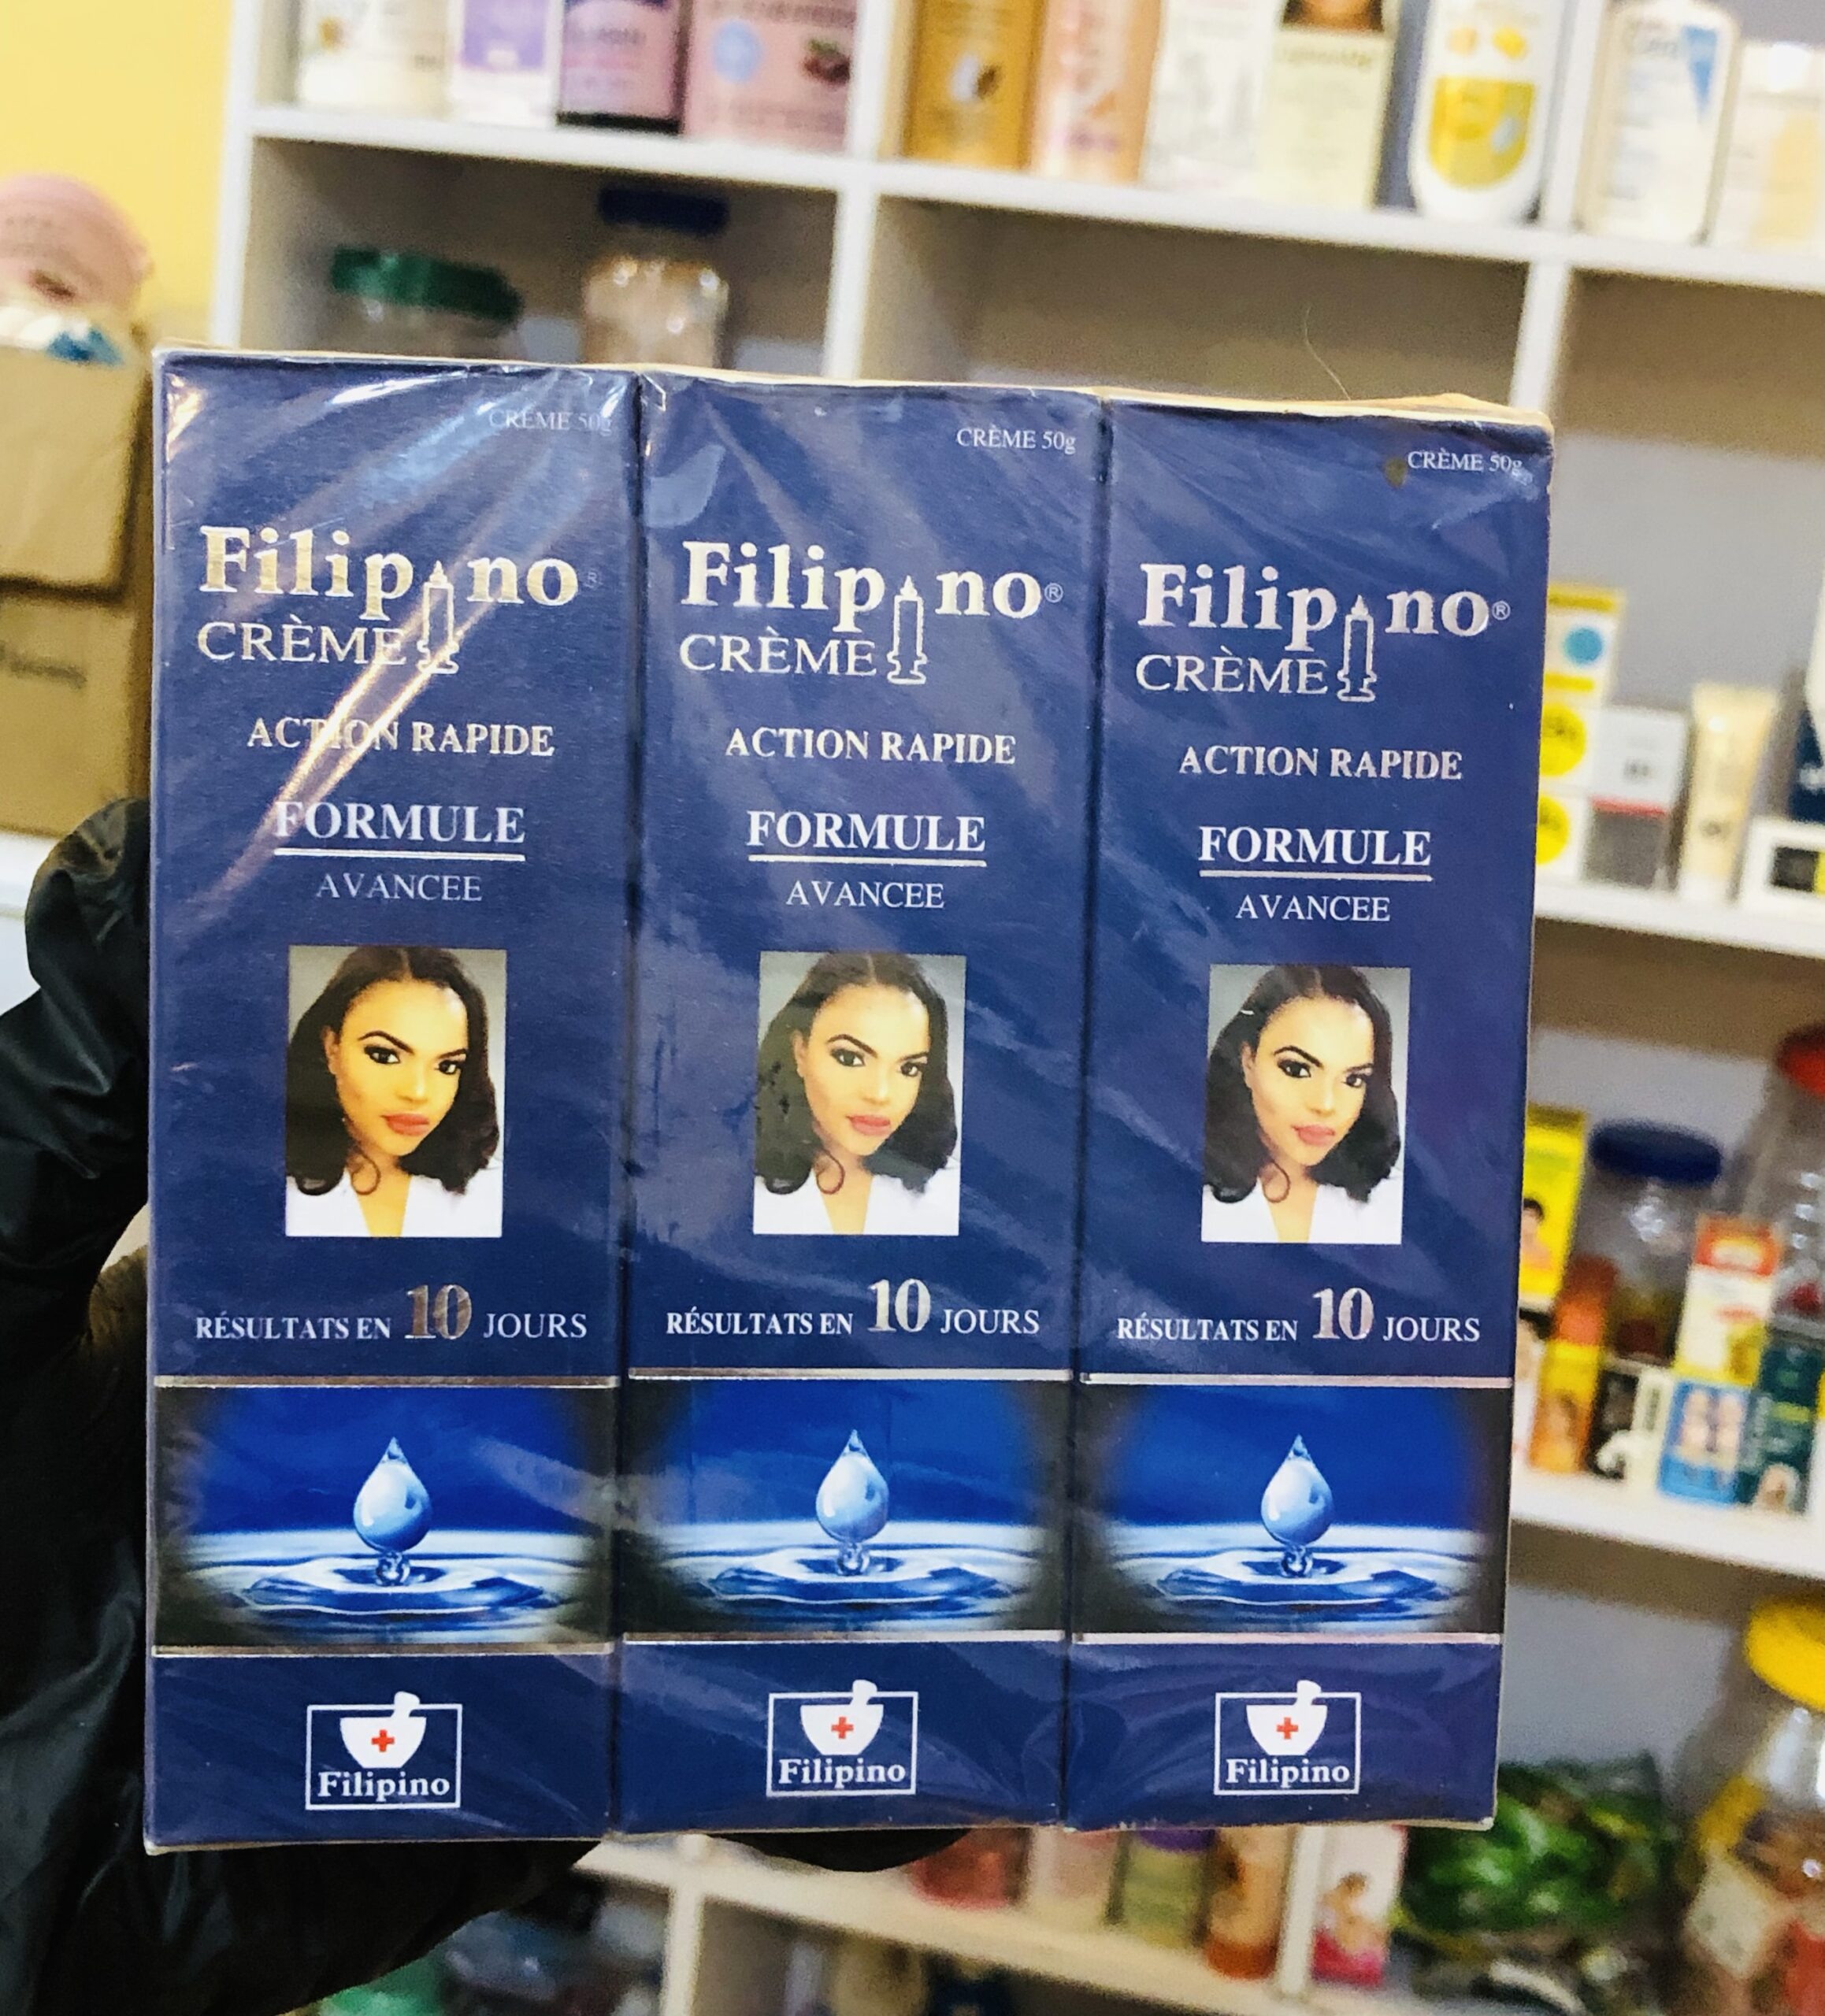 CRÈME 50g
Filipino
CRÈME
ACTION RAPIDE
FORMULE
AVANCEE
RÉSULTATS EN 10 JOURS
Filipino
CRÈME 50g
Filipino®
CRÈME
ACTION RAPIDE
FORMULE
AVANCEE
RÉSULTATS EN 10 JOURS
Filipino
CRÈME 50g
Filipino®
CRÈME
ACTION RAPIDE
FORMULE
AVANCEE
RÉSULTATS EN 10 JOURS
Filipino